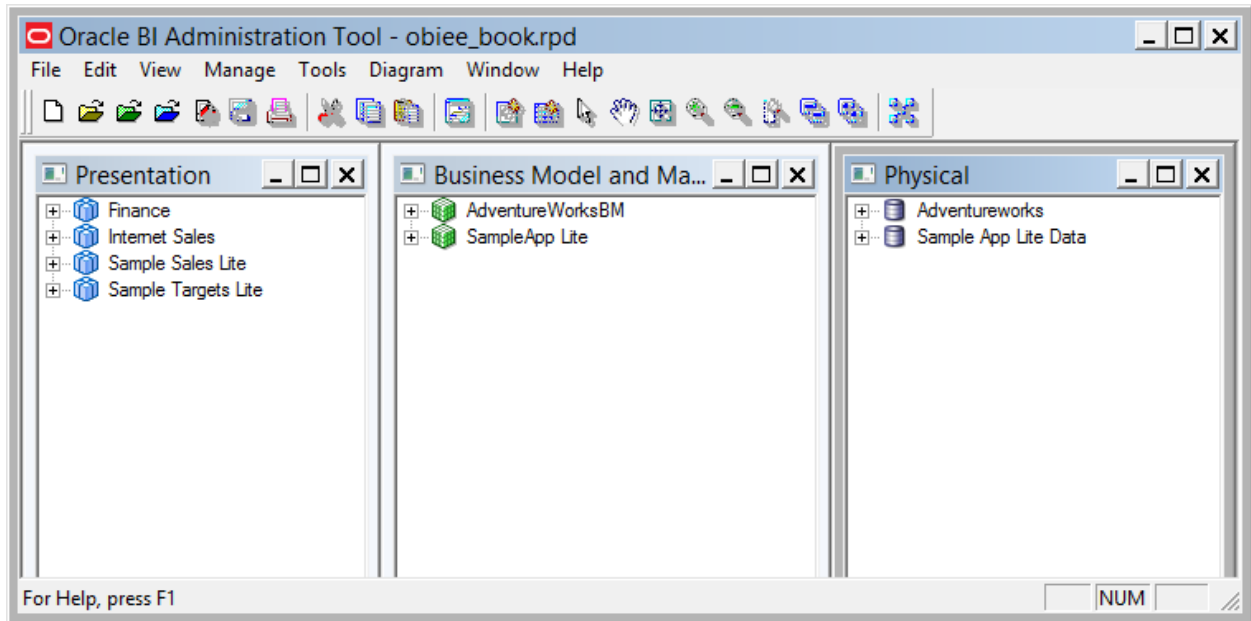 Oracle BI Administration Tool - obiee_book.rpd
File Edit View Manage Tools Diagram Window Help
Presentation
Finance
Internet Sales
Sample Sales Lite
Sample Targets Lite
Business Model and Ma...
AdventureWorksBM
SampleApp Lite
Physical
Adventureworks
Sample App Lite Data
For Help, press F1
NUM